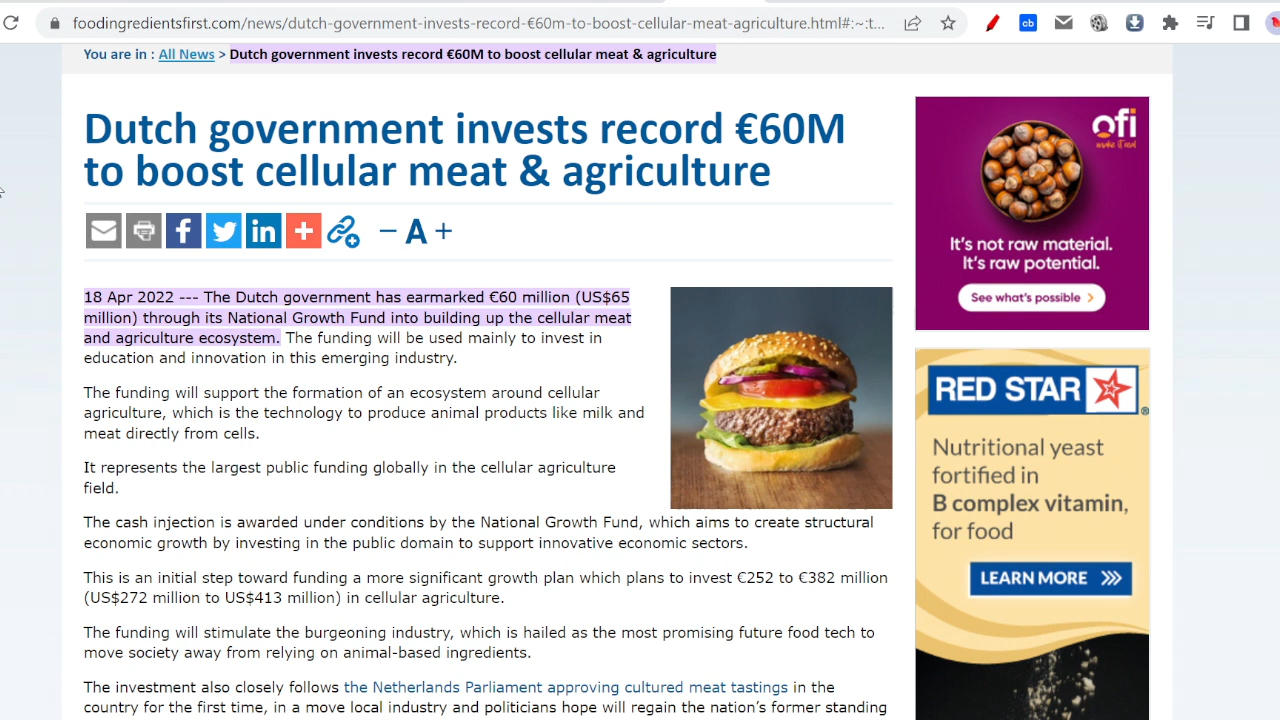 foodingredientsfirst.com/news/dutch-government-invests-record-€60m-to-boost-cellular-meat-agriculture.html#:~:t...
cb
You are in : All News > Dutch government invests record €60M to boost cellular meat & agriculture
Dutch government invests record €60M
to boost cellular meat & agriculture
f in + − A +
18 Apr 2022 --- The Dutch government has earmarked €60 million (US$65
million) through its National Growth Fund into building up the cellular meat
and agriculture ecosystem. The funding will be used mainly to invest in
education and innovation in this emerging industry.
The funding will support the formation of an ecosystem around cellular
agriculture, which is the technology to produce animal products like milk and
meat directly from cells.
It represents the largest public funding globally in the cellular agriculture
field.
The cash injection is awarded under conditions by the National Growth Fund, which aims to create structural
economic growth by investing in the public domain to support innovative economic sectors.
This is an initial step toward funding a more significant growth plan which plans to invest €252 to €382 million
(US$272 million to US$413 million) in cellular agriculture.
The funding will stimulate the burgeoning industry, which is hailed as the most promising future food tech to
move society away from relying on animal-based ingredients.
The investment also closely follows the Netherlands Parliament approving cultured meat tastings in the
country for the first time, in a move local industry and politicians hope will regain the nation's former standing
ofi
make it real
It's not raw material.
It's raw potential.
See what's possible
RED STAR
®
Nutritional yeast
fortified in
B complex vitamin,
for food
LEARN MORE